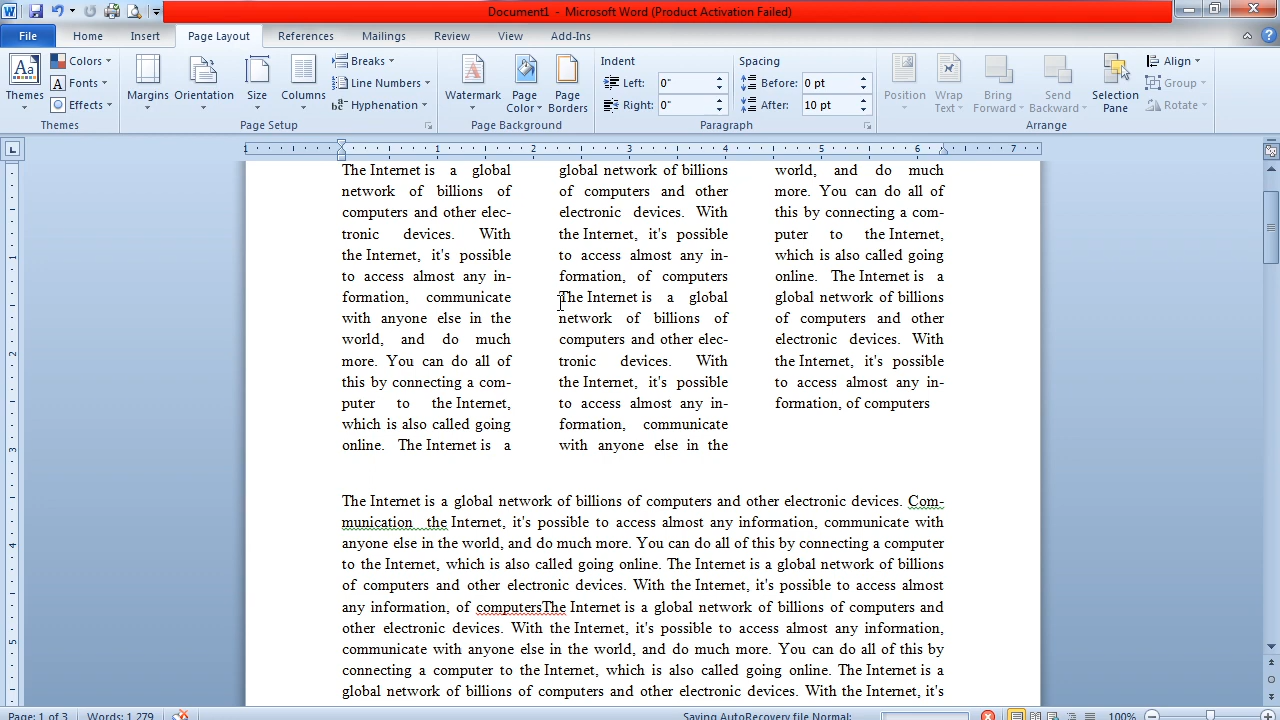 Document1 - Microsoft Word (Product Activation Failed)
File Home Insert Page Layout References Mailings Review View Add-Ins
Themes
Colors
Fonts
Effects
Themes
Margins
Orientation
Size
Columns
Breaks
Line Numbers
Hyphenation
Page Setup
Watermark
Page Color
Page Borders
Page Background
Indent
Left: 0"
Right: 0"
Spacing
Before: 0 pt
After: 10 pt
Paragraph
Position
Wrap Text
Bring Forward
Send Backward
Selection Pane
Align
Group
Rotate
Arrange
1 1 2 3 4 5 6 7
1
2
3
4
5
The Internet is a global
network of billions of
computers and other elec-
tronic devices. With
the Internet, it's possible
to access almost any in-
formation, communicate
with anyone else in the
world, and do much
more. You can do all of
this by connecting a com-
puter to the Internet,
which is also called going
online. The Internet is a
global network of billions
of computers and other
electronic devices. With
the Internet, it's possible
to access almost any in-
formation, of computers
The Internet is a global
network of billions of
computers and other elec-
tronic devices. With
the Internet, it's possible
to access almost any in-
formation, communicate
with anyone else in the
world, and do much
more. You can do all of
this by connecting a com-
puter to the Internet,
which is also called going
online. The Internet is a
global network of billions
of computers and other
electronic devices. With
the Internet, it's possible
to access almost any in-
formation, of computers
The Internet is a global network of billions of computers and other electronic devices. Com-
munication the Internet, it's possible to access almost any information, communicate with
anyone else in the world, and do much more. You can do all of this by connecting a computer
to the Internet, which is also called going online. The Internet is a global network of billions
of computers and other electronic devices. With the Internet, it's possible to access almost
any information, of computersThe Internet is a global network of billions of computers and
other electronic devices. With the Internet, it's possible to access almost any information,
communicate with anyone else in the world, and do much more. You can do all of this by
connecting a computer to the Internet, which is also called going online. The Internet is a
global network of billions of computers and other electronic devices. With the Internet, it's
Page: 1 of 3 Words: 1,279 Saving AutoRecovery file Normal: 100%